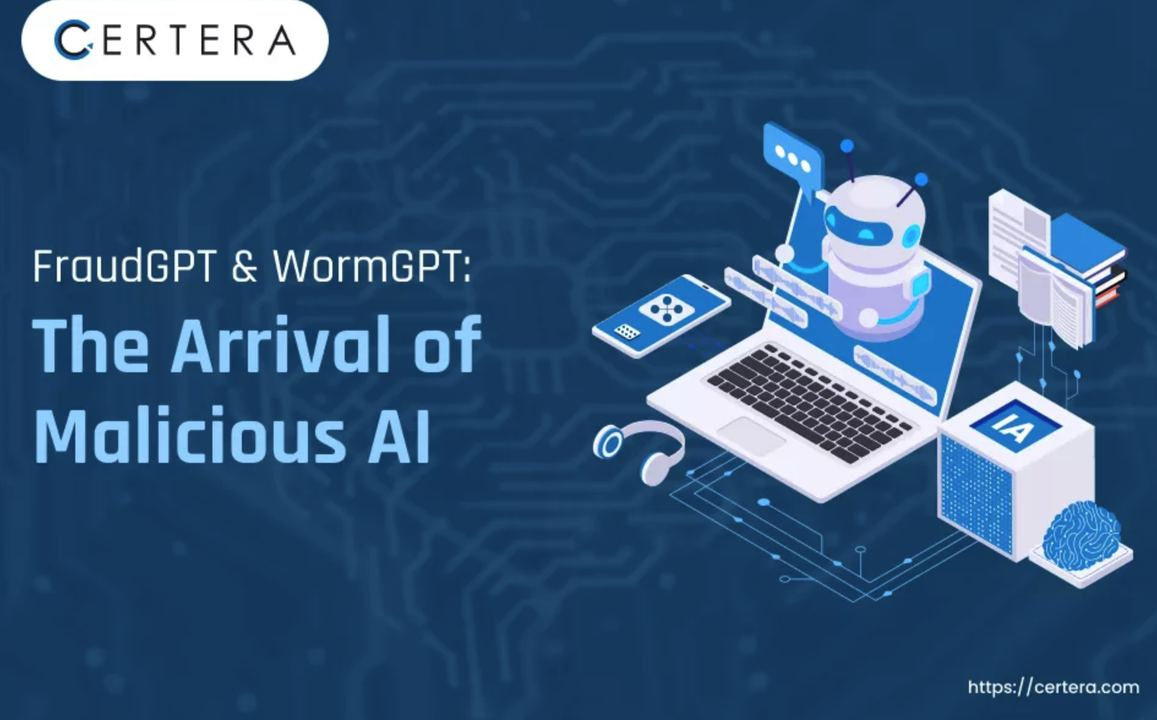 CERTERA
FraudGPT & WormGPT:
The Arrival of
Malicious AI
IA
https://certera.com